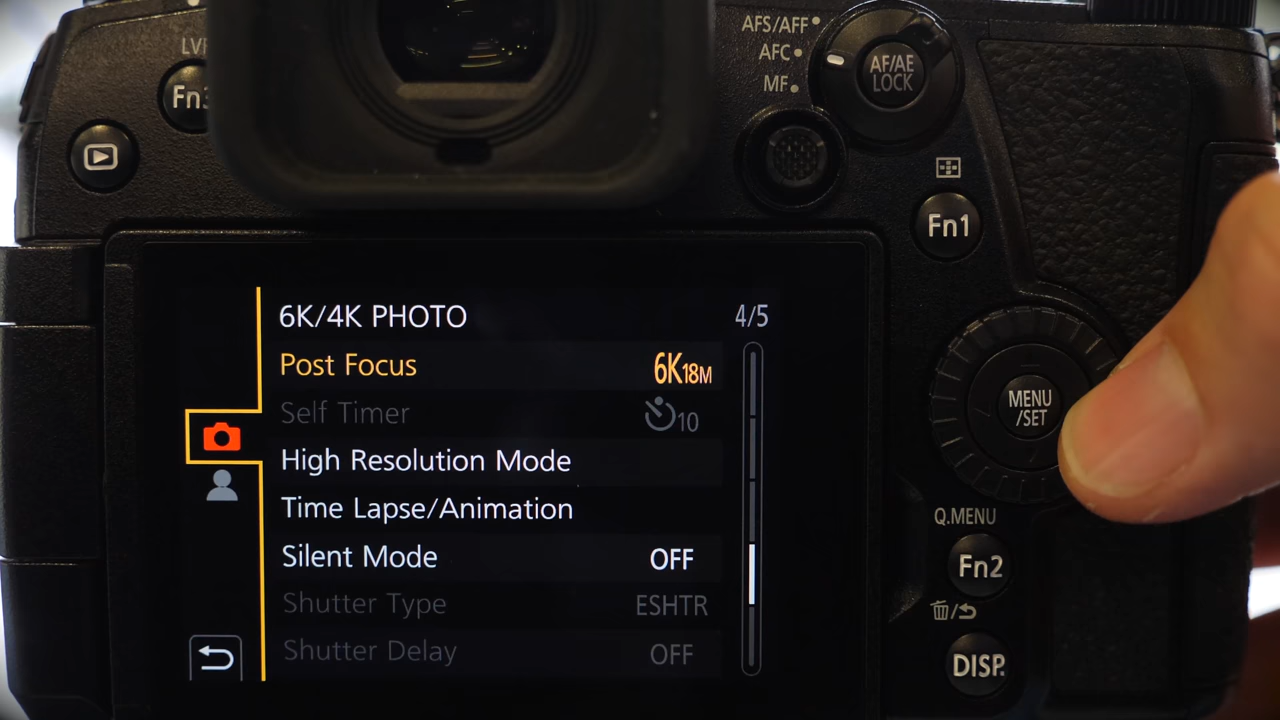 AFS/AFF
AFC
MF
AF/AE
LOCK
LVF
Fn3
Fn1
6K/4K PHOTO 4/5
Post Focus 6K18M
Self Timer 10
High Resolution Mode
Time Lapse/Animation
Silent Mode OFF
Shutter Type ESHTR
Shutter Delay OFF
MENU
/SET
Q.MENU
Fn2
DISP.